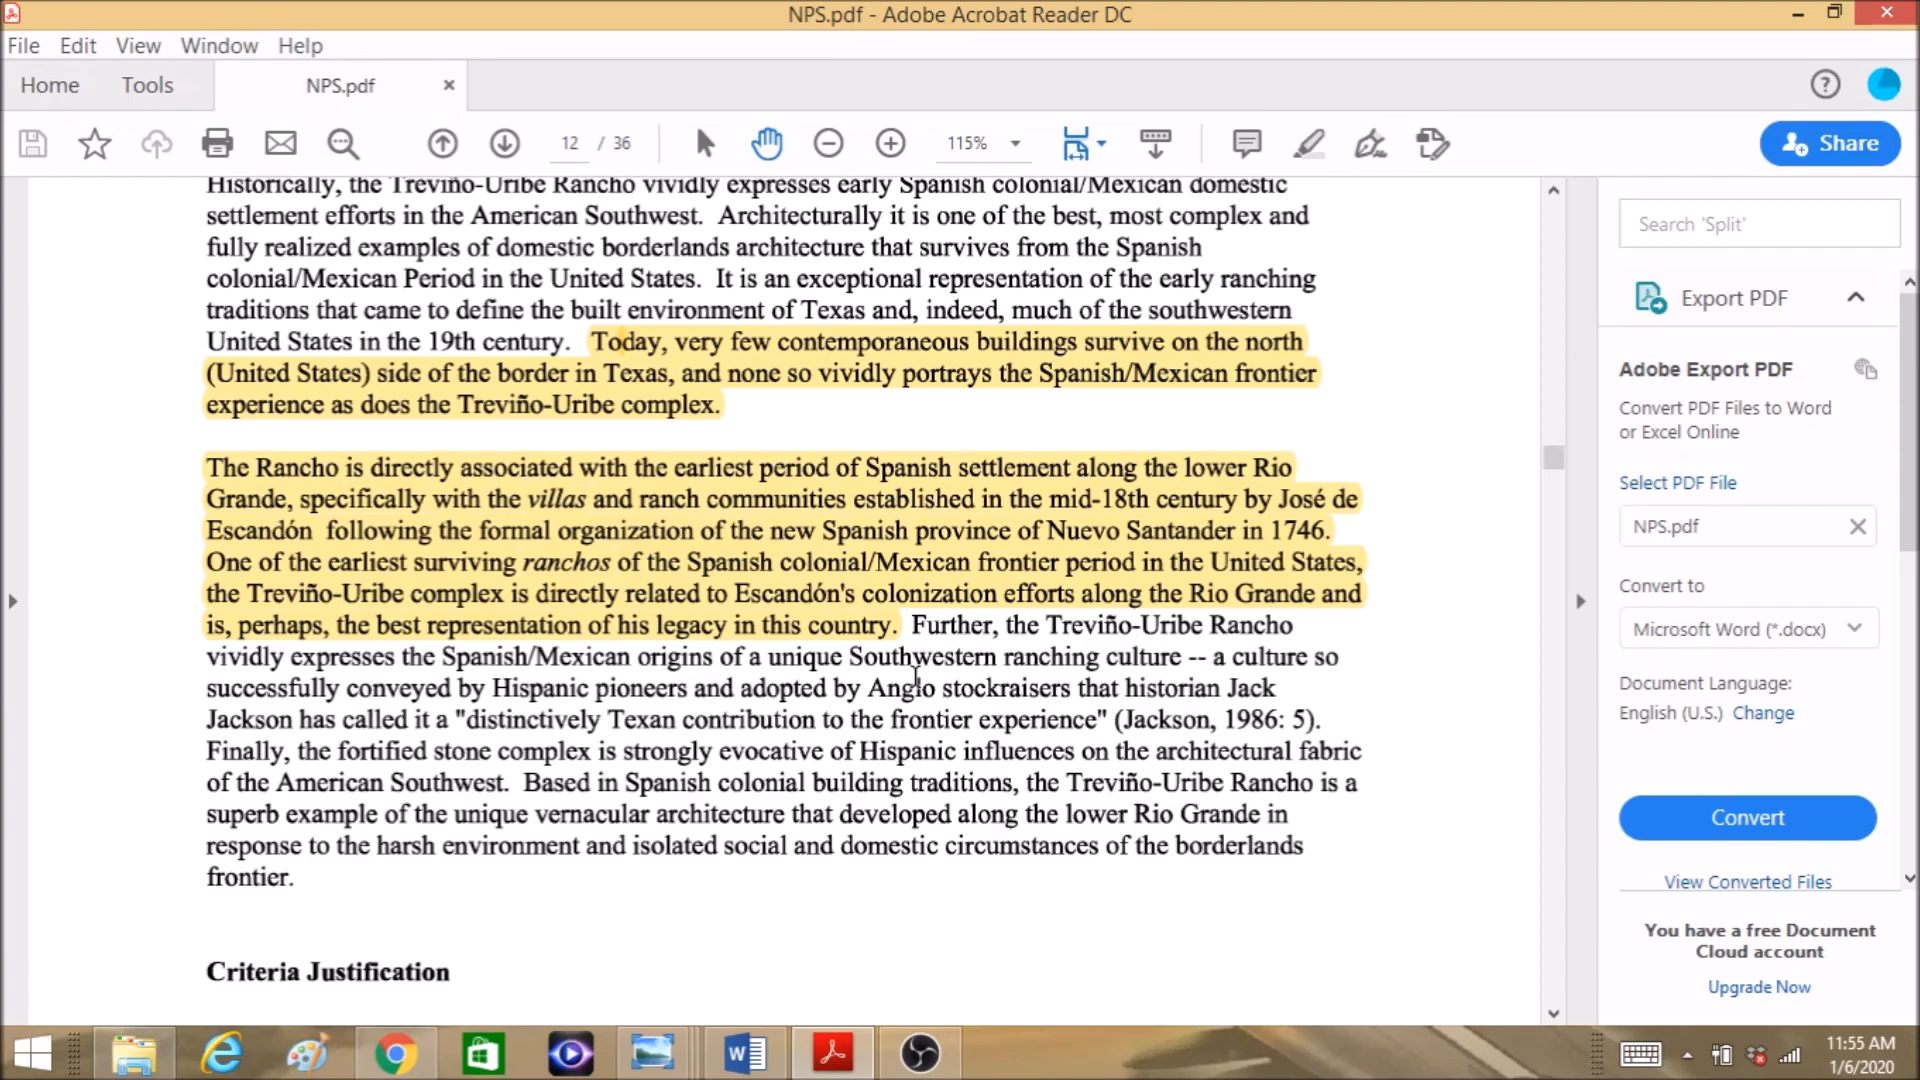 NPS.pdf - Adobe Acrobat Reader DC
File Edit View Window Help
Home Tools NPS.pdf
12 / 36 115% Share
Historically, the Treviño-Uribe Rancho vividly expresses early Spanish colonial/Mexican domestic
settlement efforts in the American Southwest. Architecturally it is one of the best, most complex and
fully realized examples of domestic borderlands architecture that survives from the Spanish
colonial/Mexican Period in the United States. It is an exceptional representation of the early ranching
traditions that came to define the built environment of Texas and, indeed, much of the southwestern
United States in the 19th century. Today, very few contemporaneous buildings survive on the north
(United States) side of the border in Texas, and none so vividly portrays the Spanish/Mexican frontier
experience as does the Treviño-Uribe complex.
The Rancho is directly associated with the earliest period of Spanish settlement along the lower Rio
Grande, specifically with the villas and ranch communities established in the mid-18th century by José de
Escandón following the formal organization of the new Spanish province of Nuevo Santander in 1746.
One of the earliest surviving ranchos of the Spanish colonial/Mexican frontier period in the United States,
the Treviño-Uribe complex is directly related to Escandón's colonization efforts along the Rio Grande and
is, perhaps, the best representation of his legacy in this country. Further, the Treviño-Uribe Rancho
vividly expresses the Spanish/Mexican origins of a unique Southwestern ranching culture -- a culture so
successfully conveyed by Hispanic pioneers and adopted by Anglo stockraisers that historian Jack
Jackson has called it a "distinctively Texan contribution to the frontier experience" (Jackson, 1986: 5).
Finally, the fortified stone complex is strongly evocative of Hispanic influences on the architectural fabric
of the American Southwest. Based in Spanish colonial building traditions, the Treviño-Uribe Rancho is a
superb example of the unique vernacular architecture that developed along the lower Rio Grande in
response to the harsh environment and isolated social and domestic circumstances of the borderlands
frontier.
Criteria Justification
Search 'Split'
Export PDF
Adobe Export PDF
Convert PDF Files to Word
or Excel Online
Select PDF File
NPS.pdf
Convert to
Microsoft Word (*.docx)
Document Language:
English (U.S.) Change
Convert
View Converted Files
You have a free Document
Cloud account
Upgrade Now
11:55 AM
1/6/2020